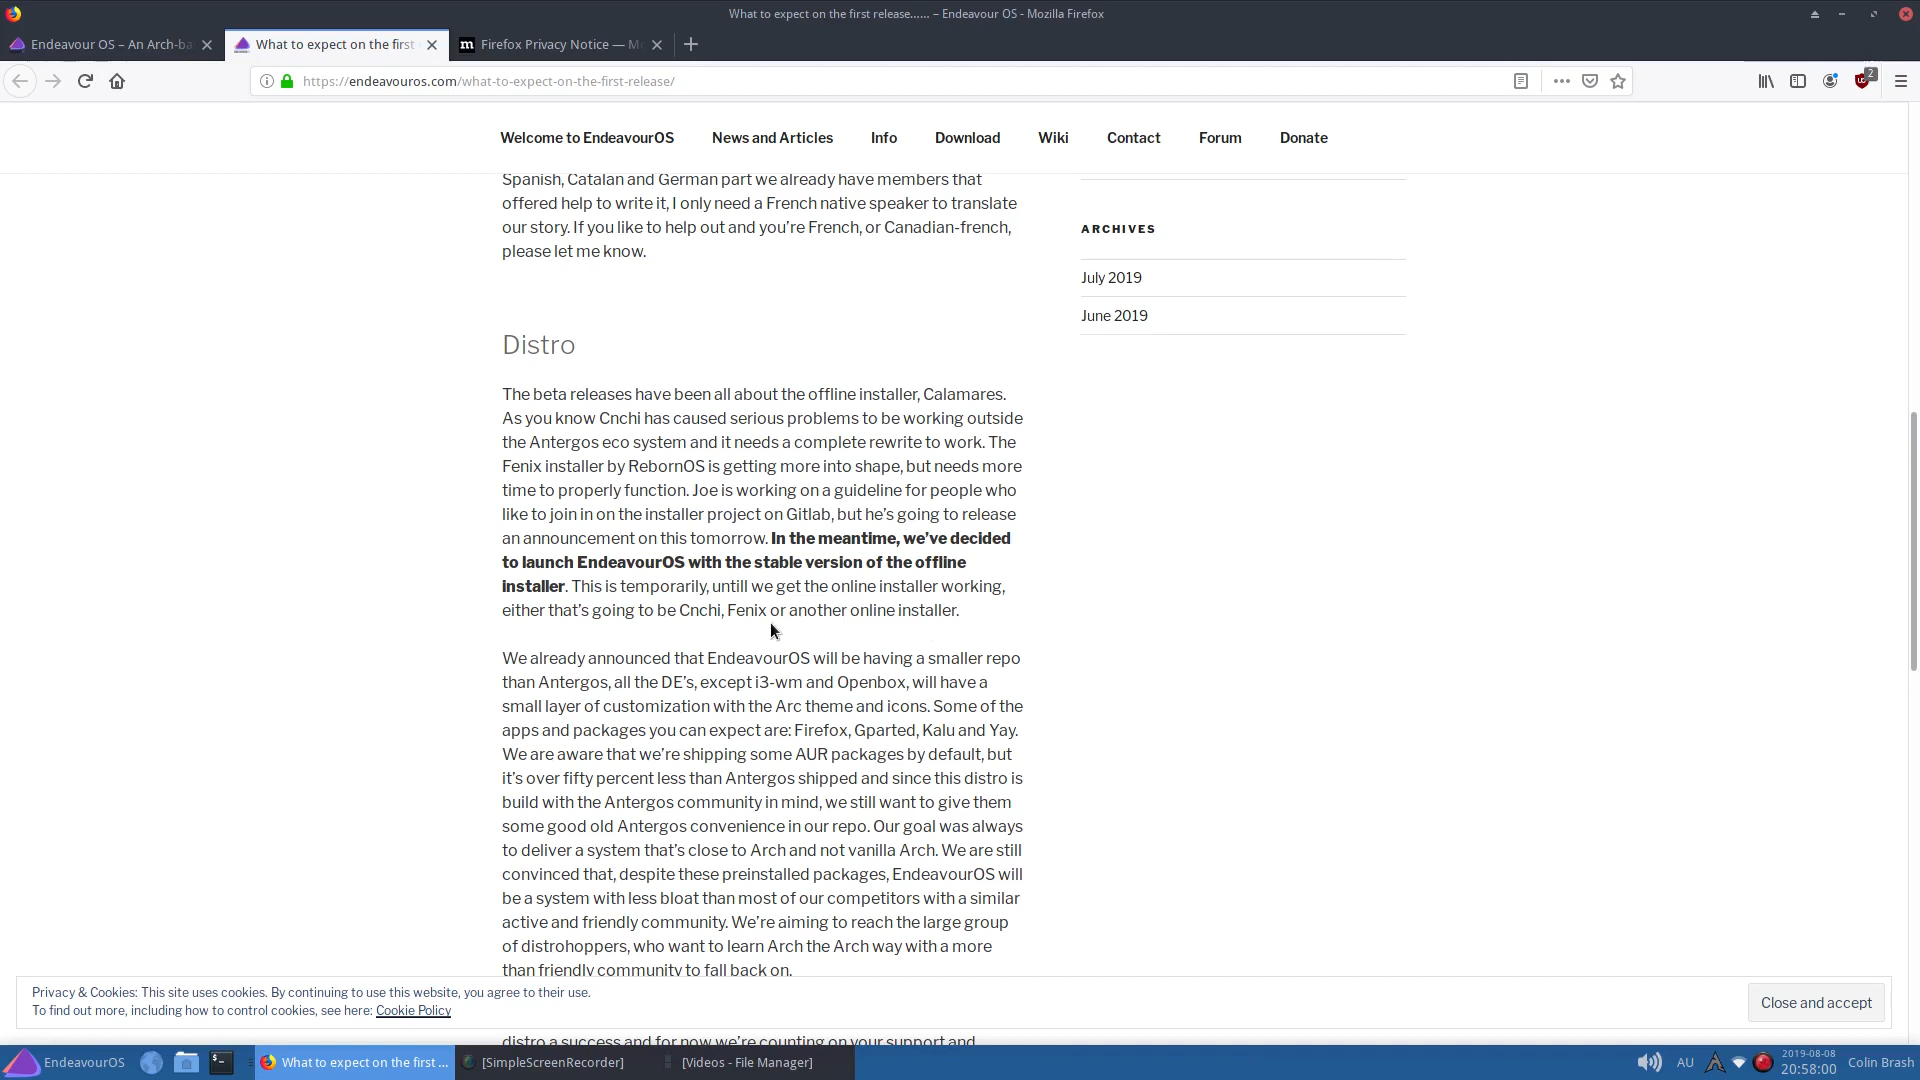 What to expect on the first release…… – Endeavour OS - Mozilla Firefox
Endeavour OS – An Arch-ba
What to expect on the first
Firefox Privacy Notice — M
https://endeavouros.com/what-to-expect-on-the-first-release/
2
Welcome to EndeavourOS
News and Articles
Info
Download
Wiki
Contact
Forum
Donate
Spanish, Catalan and German part we already have members that
offered help to write it, I only need a French native speaker to translate
our story. If you like to help out and you’re French, or Canadian-french,
please let me know.
ARCHIVES
July 2019
June 2019
Distro
The beta releases have been all about the offline installer, Calamares.
As you know Cnchi has caused serious problems to be working outside
the Antergos eco system and it needs a complete rewrite to work. The
Fenix installer by RebornOS is getting more into shape, but needs more
time to properly function. Joe is working on a guideline for people who
like to join in on the installer project on Gitlab, but he’s going to release
an announcement on this tomorrow. In the meantime, we’ve decided
to launch EndeavourOS with the stable version of the offline
installer. This is temporarily, untill we get the online installer working,
either that’s going to be Cnchi, Fenix or another online installer.
We already announced that EndeavourOS will be having a smaller repo
than Antergos, all the DE’s, except i3-wm and Openbox, will have a
small layer of customization with the Arc theme and icons. Some of the
apps and packages you can expect are: Firefox, Gparted, Kalu and Yay.
We are aware that we’re shipping some AUR packages by default, but
it’s over fifty percent less than Antergos shipped and since this distro is
build with the Antergos community in mind, we still want to give them
some good old Antergos convenience in our repo. Our goal was always
to deliver a system that’s close to Arch and not vanilla Arch. We are still
convinced that, despite these preinstalled packages, EndeavourOS will
be a system with less bloat than most of our competitors with a similar
active and friendly community. We’re aiming to reach the large group
of distrohoppers, who want to learn Arch the Arch way with a more
than friendly community to fall back on.
Privacy & Cookies: This site uses cookies. By continuing to use this website, you agree to their use.
To find out more, including how to control cookies, see here: Cookie Policy
Close and accept
distro a success and for now we’re counting on your support and
EndeavourOS
What to expect on the first ...
[SimpleScreenRecorder]
[Videos - File Manager]
AU
2019-08-08
20:58:00
Colin Brash